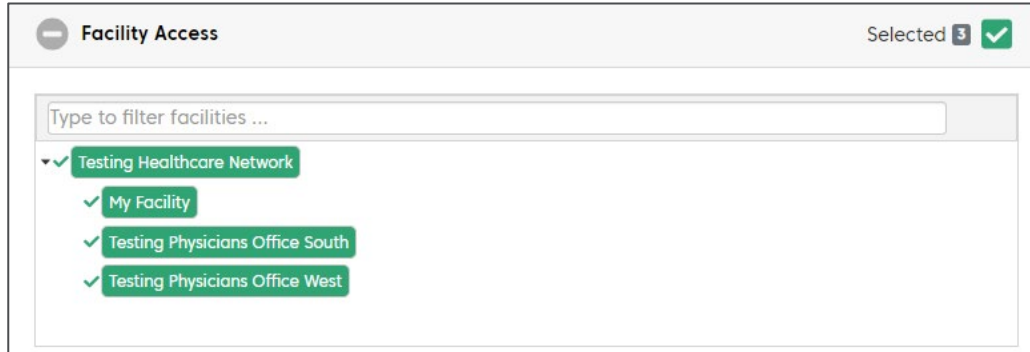 Facility Access Selected 3
Type to filter facilities ...
Testing Healthcare Network
My Facility
Testing Physicians Office South
Testing Physicians Office West